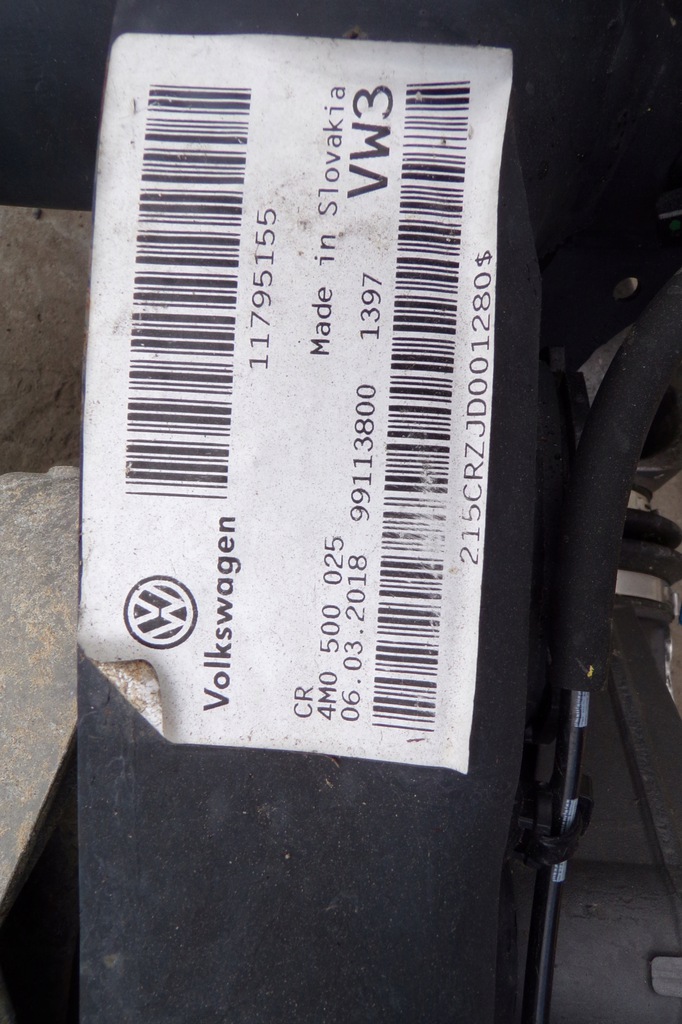 11795155
Made in Slovakia
VW3
Volkswagen
CR
4M0 500 025
06.03.2018 99113800 1397
215CRZJD001280$